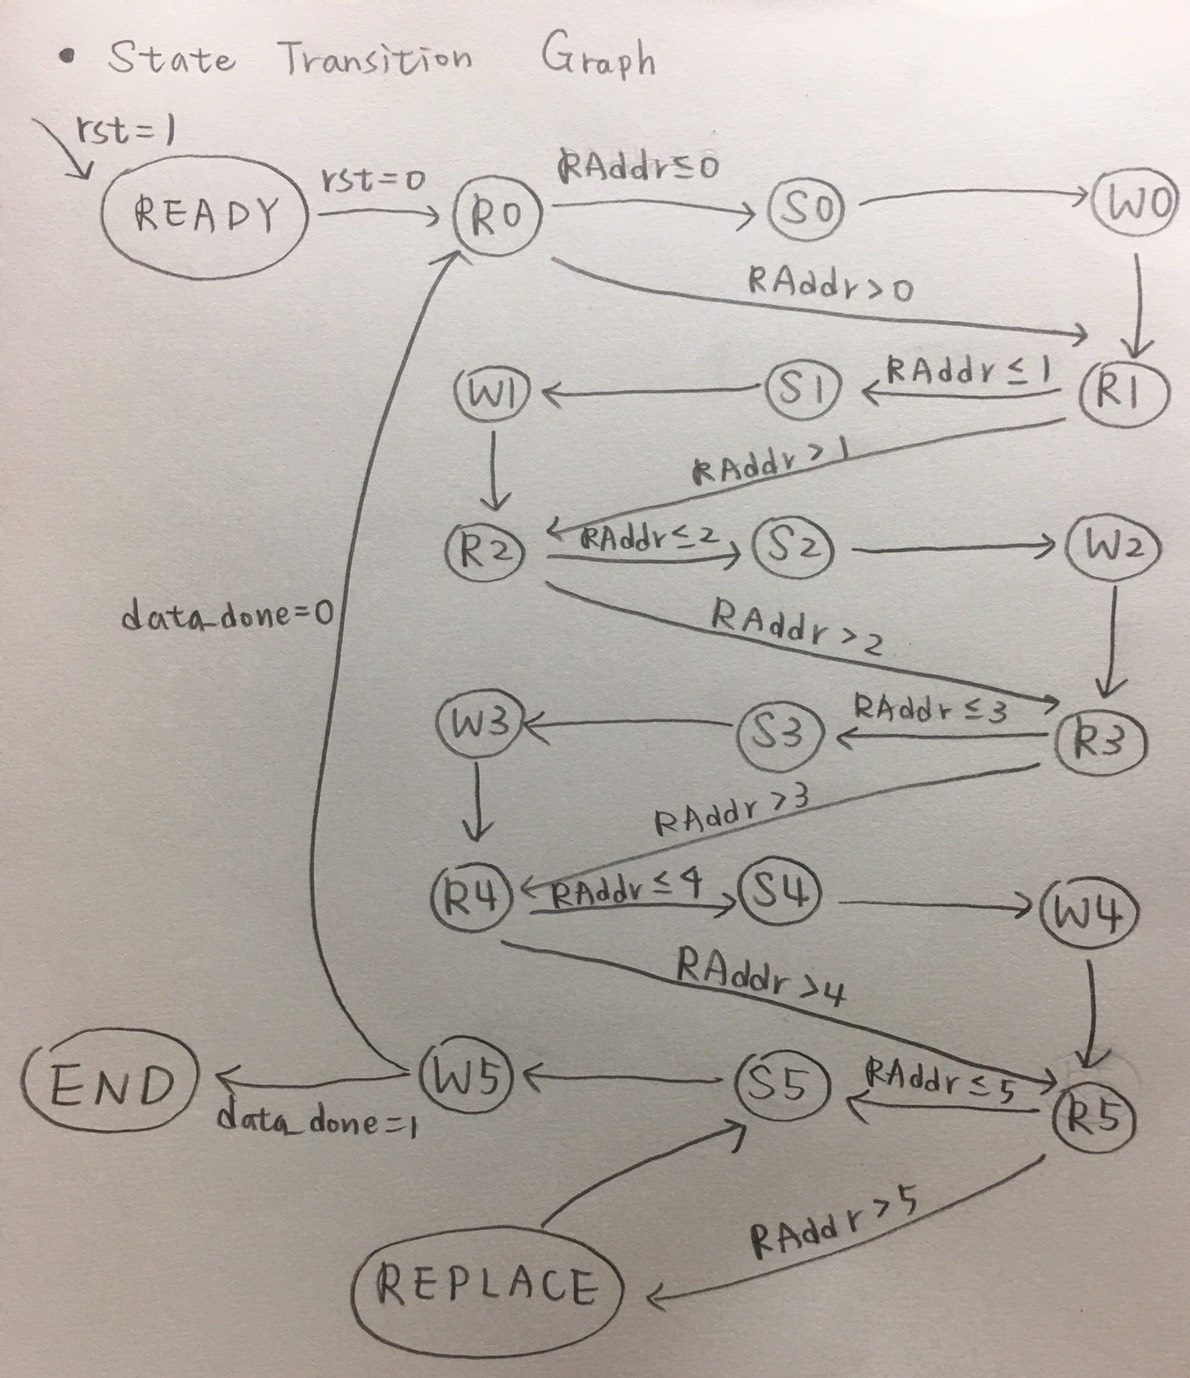 • State Transition Graph
rst=1
READY
rst=0
R0
RAddr≤0
S0
W0
RAddr>0
W1
S1
RAddr≤1
R1
RAddr>1
R2
RAddr≤2
S2
W2
data_done=0
RAddr>2
W3
S3
RAddr≤3
R3
RAddr>3
R4
RAddr≤4
S4
W4
RAddr>4
END
data_done=1
W5
S5
RAddr≤5
R5
RAddr>5
REPLACE